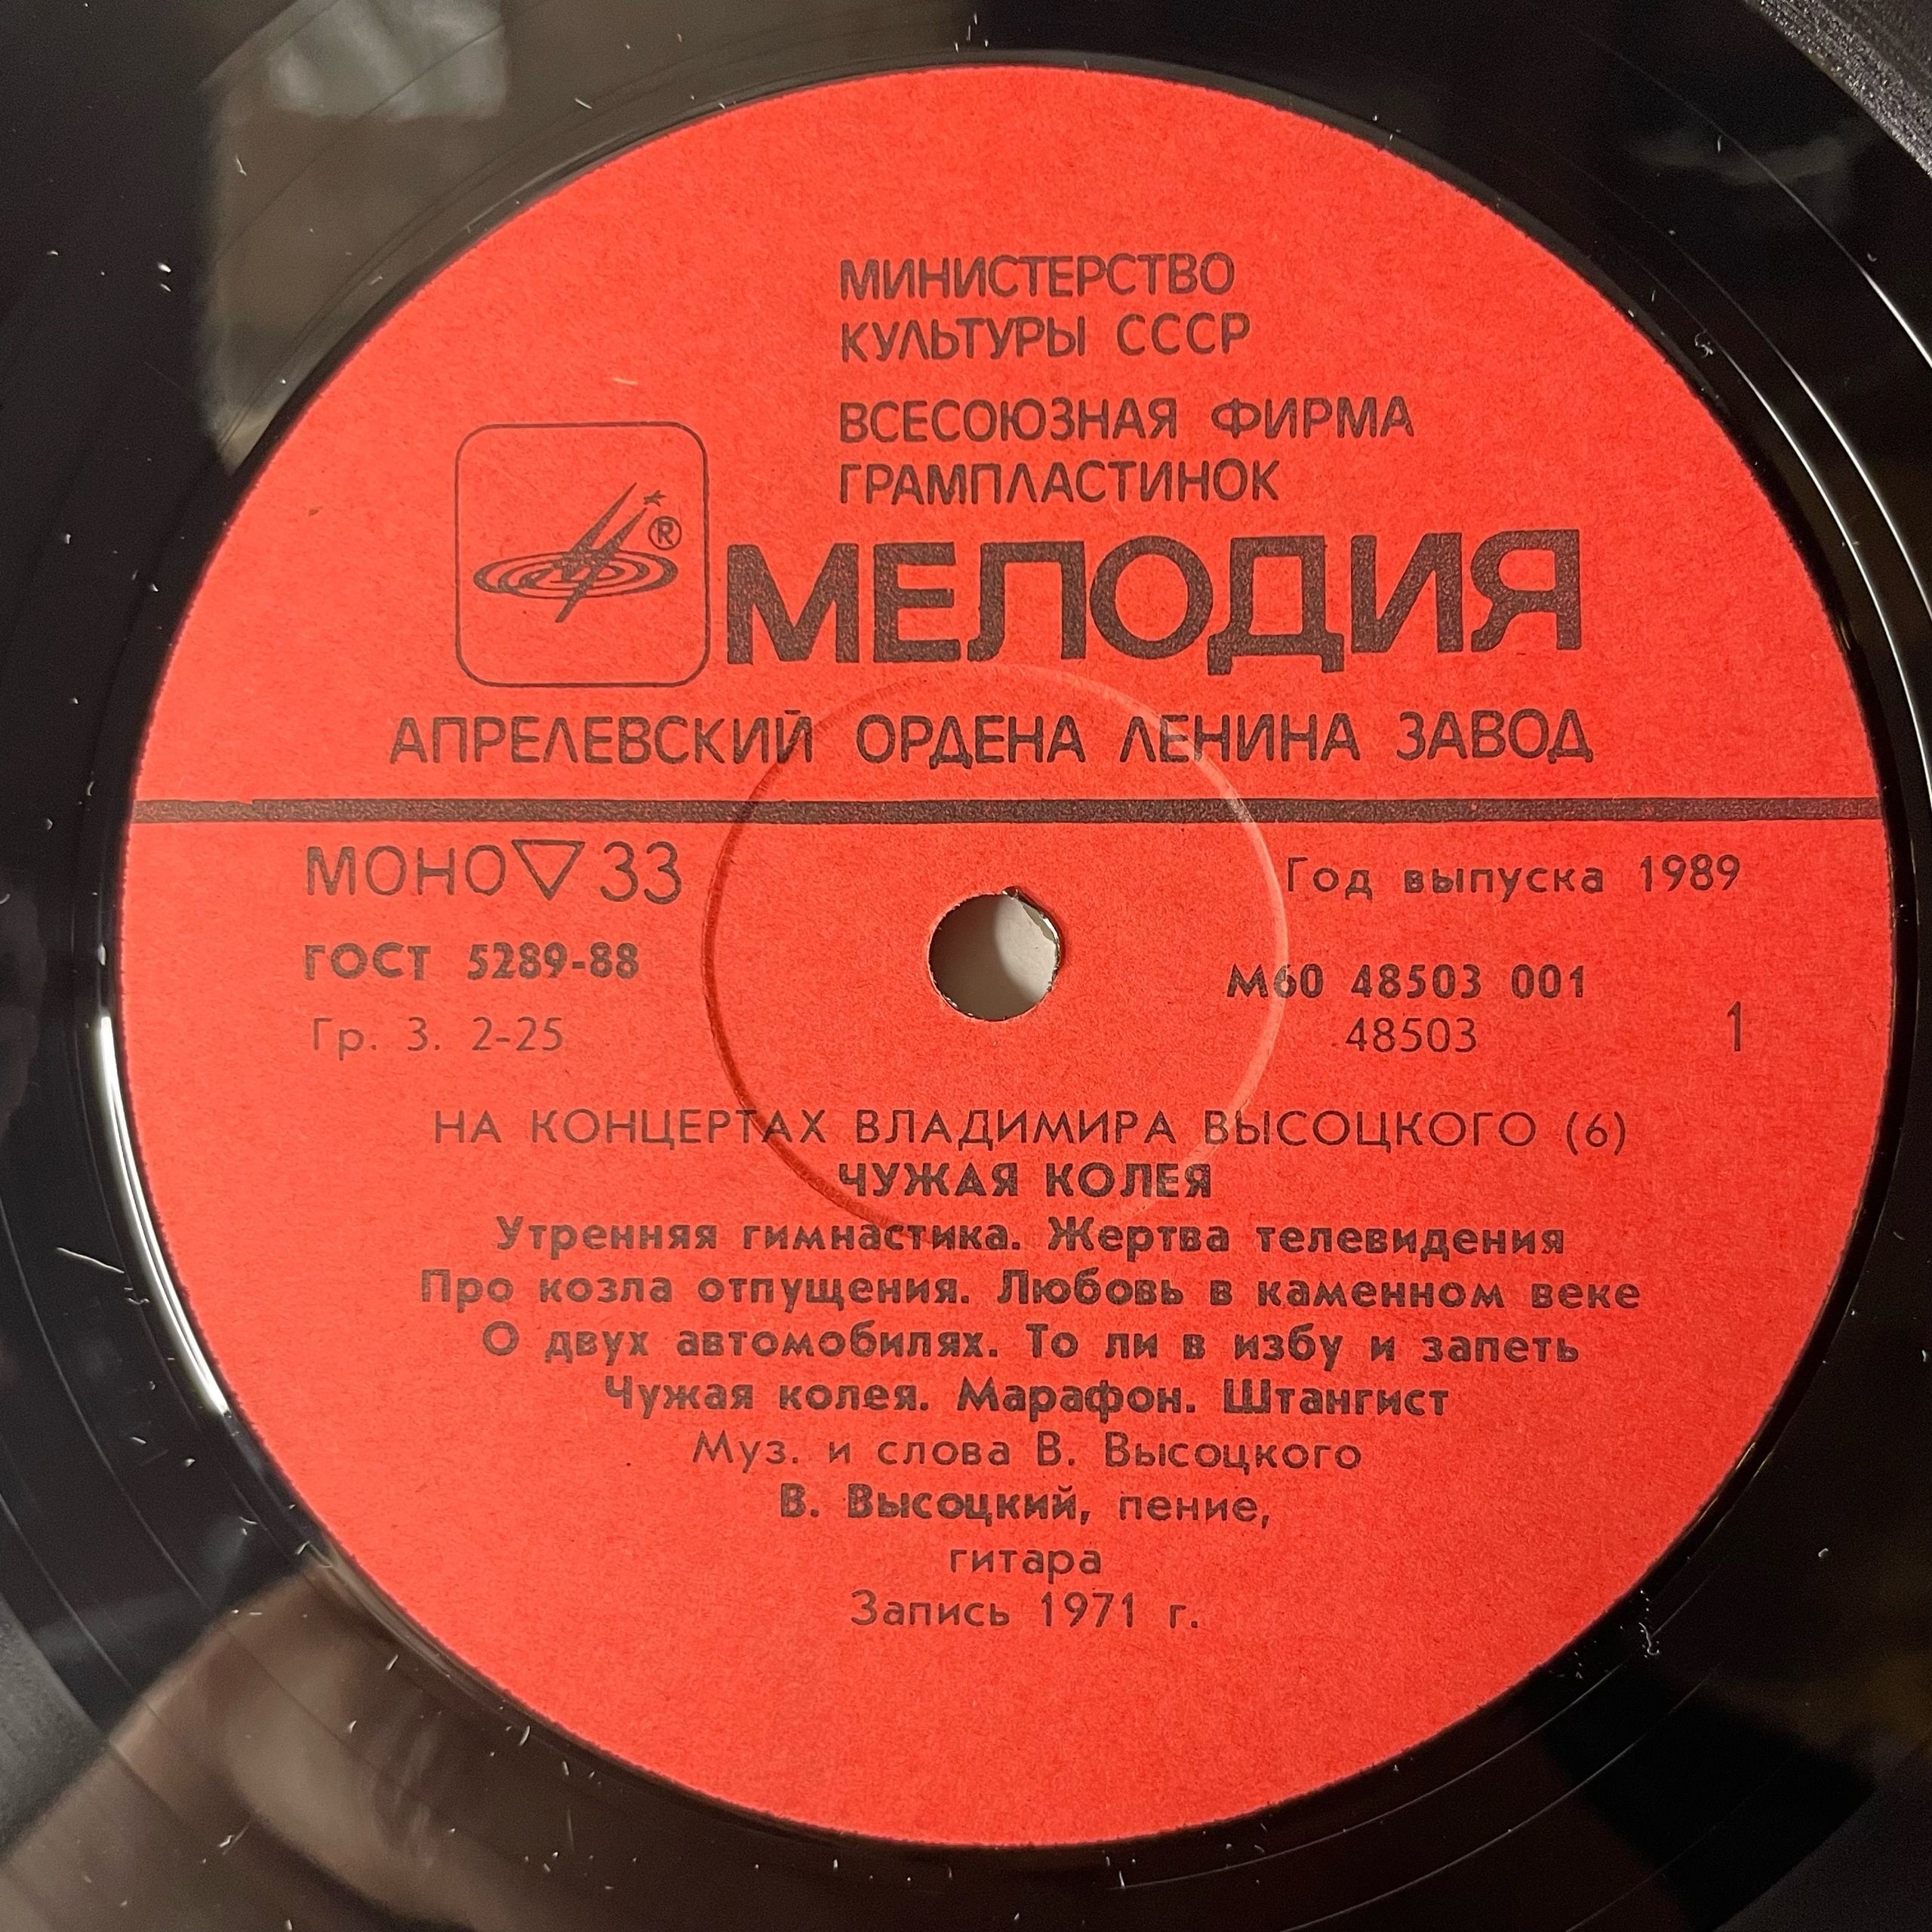 МИНИСТЕРСТВО
КУЛЬТУРЫ СССР
ВСЕСОЮЗНАЯ ФИРМА
ГРАМПЛАСТИНОК
®
МЕЛОДИЯ
АПРЕЛЕВСКИЙ ОРДЕНА ЛЕНИНА ЗАВОД
МОНО▽33
Год выпуска 1989
ГОСТ 5289-88
М60 48503 001
Гр. 3. 2-25
48503
1
НА КОНЦЕРТАХ ВЛАДИМИРА ВЫСОЦКОГО (6)
ЧУЖАЯ КОЛЕЯ
Утренняя гимнастика. Жертва телевидения
Про козла отпущения. Любовь в каменном веке
О двух автомобилях. То ли в избу и запеть
Чужая колея. Марафон. Штангист
Муз. и слова В. Высоцкого
В. Высоцкий, пение,
гитара
Запись 1971 г.